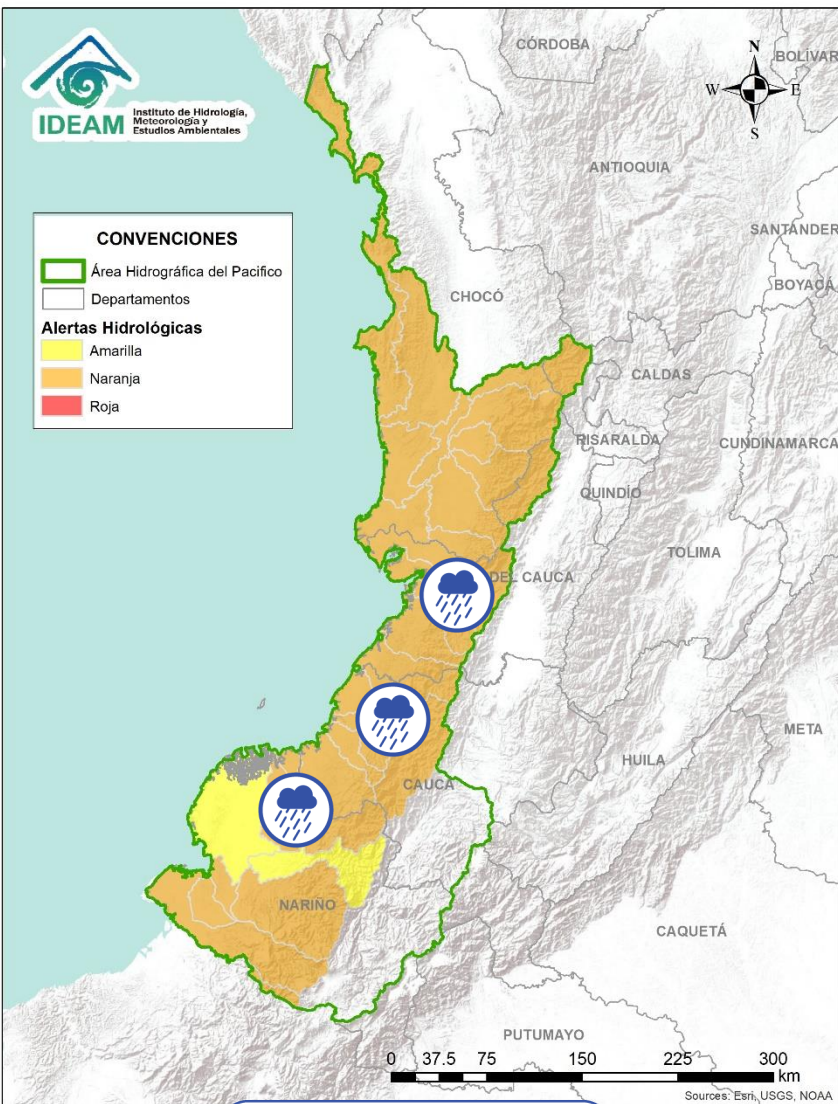 IDEAM
Instituto de Hidrología,
Meteorología y
Estudios Ambientales
CÓRDOBA
BOLÍVAR
N
W
E
S
ANTIOQUIA
SANTANDER
BOYACÁ
CONVENCIONES
Área Hidrográfica del Pacifico
Departamentos
Alertas Hidrológicas
Amarilla
Naranja
Roja
CHOCÓ
CALDAS
RISARALDA
CUNDINAMARCA
QUINDÍO
TOLIMA
DEL CAUCA
META
HUILA
CAUCA
NARIÑO
CAQUETÁ
PUTUMAYO
0 37.5 75 150 225 300
km
Sources: Esri, USGS, NOAA